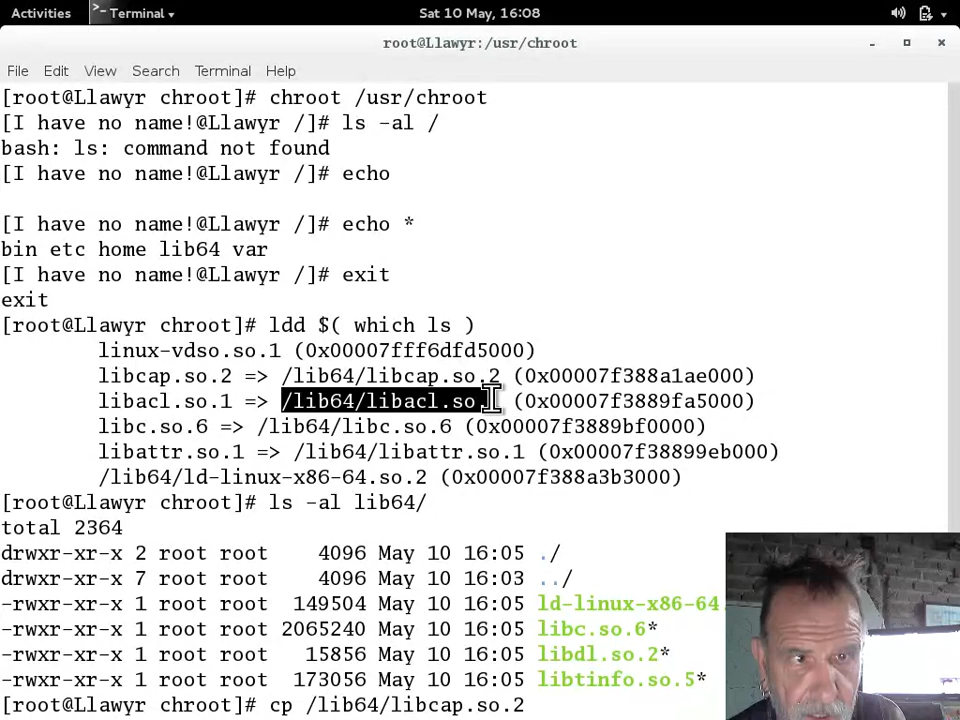 Activities Terminal Sat 10 May, 16:08
root@Llawyr:/usr/chroot
File Edit View Search Terminal Help
[root@Llawyr chroot]# chroot /usr/chroot
[I have no name!@Llawyr /]# ls -al /
bash: ls: command not found
[I have no name!@Llawyr /]# echo
[I have no name!@Llawyr /]# echo *
bin etc home lib64 var
[I have no name!@Llawyr /]# exit
exit
[root@Llawyr chroot]# ldd $( which ls )
linux-vdso.so.1 (0x00007fff6dfd5000)
libcap.so.2 => /lib64/libcap.so.2 (0x00007f388a1ae000)
libacl.so.1 => /lib64/libacl.so. (0x00007f3889fa5000)
libc.so.6 => /lib64/libc.so.6 (0x00007f3889bf0000)
libattr.so.1 => /lib64/libattr.so.1 (0x00007f38899eb000)
/lib64/ld-linux-x86-64.so.2 (0x00007f388a3b3000)
[root@Llawyr chroot]# ls -al lib64/
total 2364
drwxr-xr-x 2 root root 4096 May 10 16:05 ./
drwxr-xr-x 7 root root 4096 May 10 16:03 ../
-rwxr-xr-x 1 root root 149504 May 10 16:05 ld-linux-x86-64
-rwxr-xr-x 1 root root 2065240 May 10 16:05 libc.so.6*
-rwxr-xr-x 1 root root 15856 May 10 16:05 libdl.so.2*
-rwxr-xr-x 1 root root 173056 May 10 16:05 libtinfo.so.5*
[root@Llawyr chroot]# cp /lib64/libcap.so.2